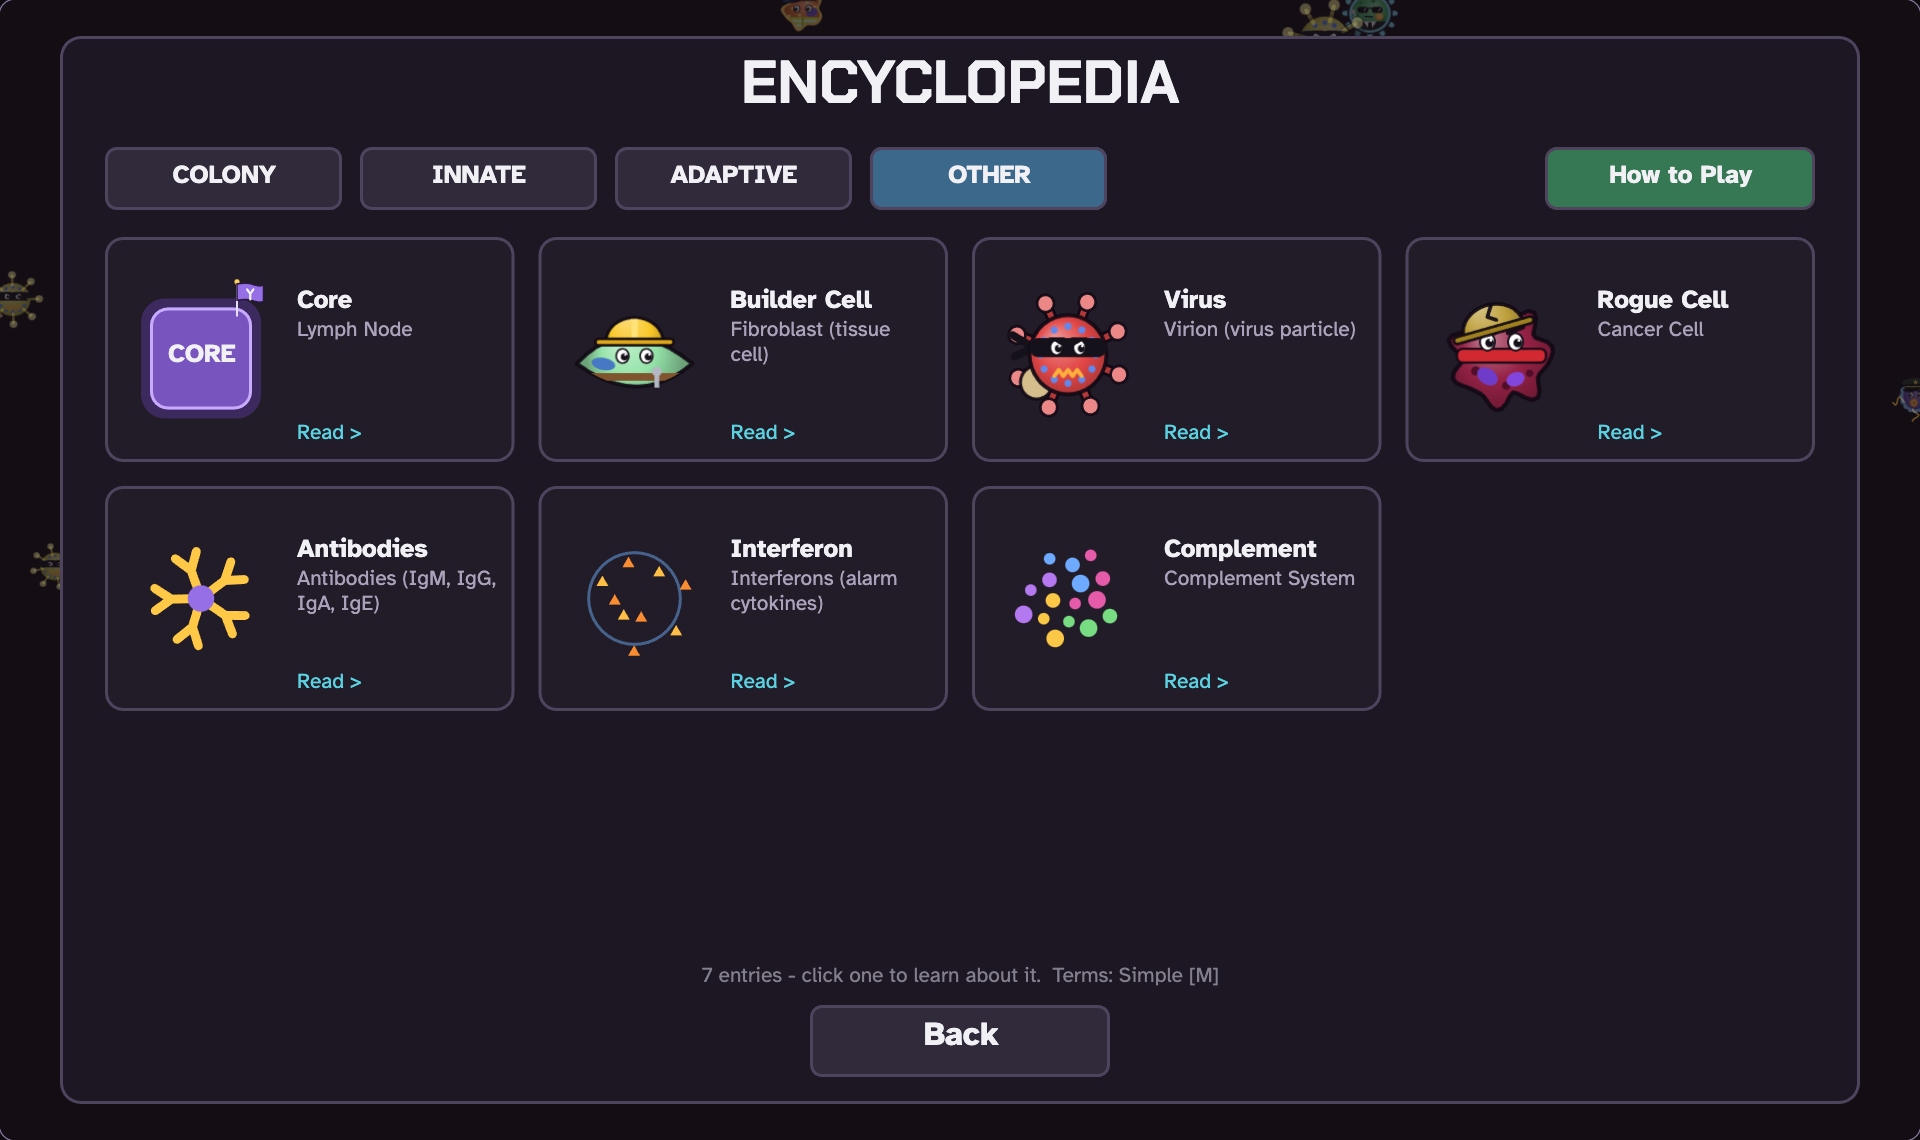 ENCYCLOPEDIA
COLONY
INNATE
ADAPTIVE
OTHER
How to Play
CORE
Core
Lymph Node
Read >
Builder Cell
Fibroblast (tissue
cell)
Read >
Virus
Virion (virus particle)
Read >
Rogue Cell
Cancer Cell
Read >
Antibodies
Antibodies (IgM, IgG,
IgA, IgE)
Read >
Interferon
Interferons (alarm
cytokines)
Read >
Complement
Complement System
Read >
7 entries - click one to learn about it.  Terms: Simple [M]
Back